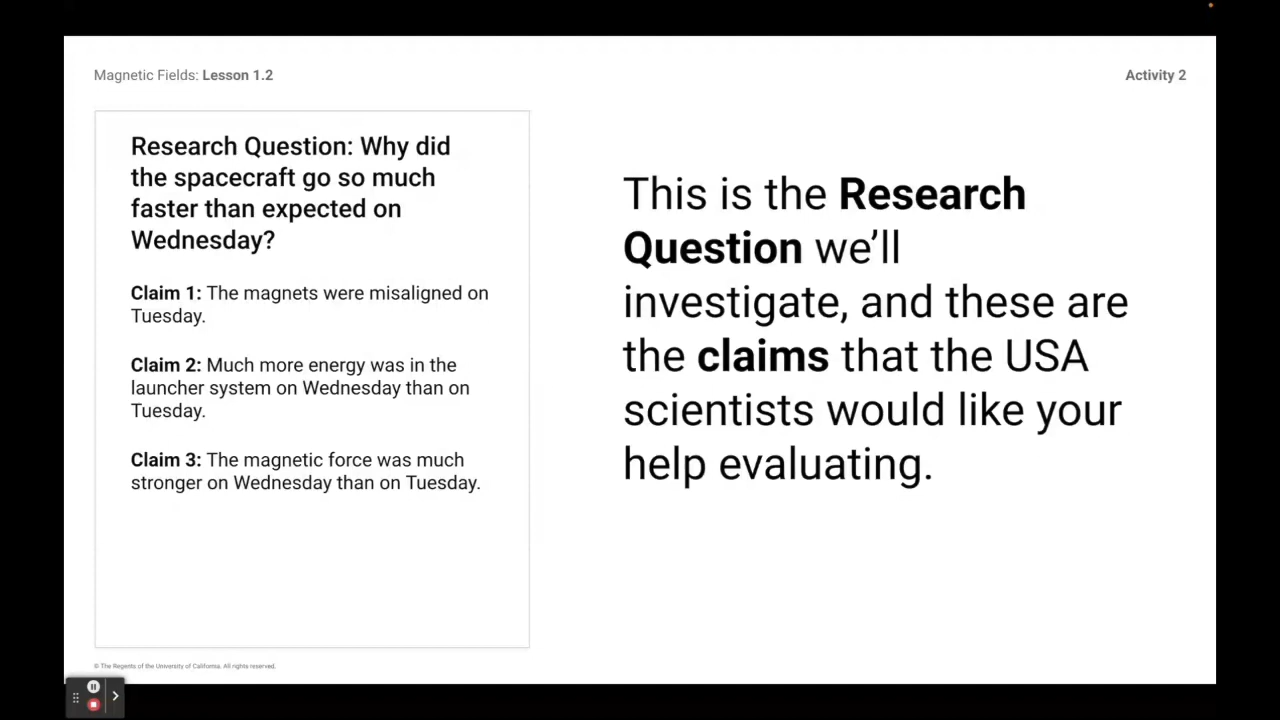 Magnetic Fields: Lesson 1.2
Activity 2
Research Question: Why did
the spacecraft go so much
faster than expected on
Wednesday?
Claim 1: The magnets were misaligned on
Tuesday.
Claim 2: Much more energy was in the
launcher system on Wednesday than on
Tuesday.
Claim 3: The magnetic force was much
stronger on Wednesday than on Tuesday.
This is the Research
Question we’ll
investigate, and these are
the claims that the USA
scientists would like your
help evaluating.
© The Regents of the University of California. All rights reserved.